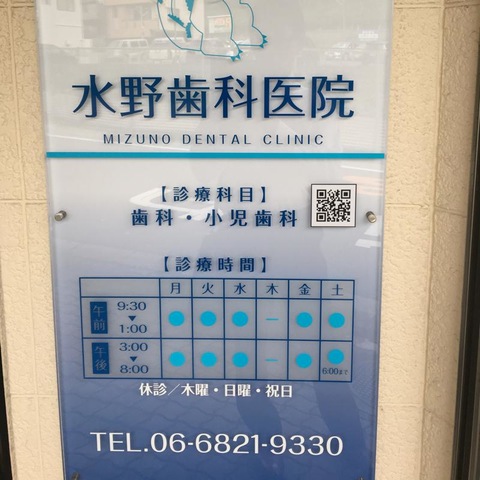 水野歯科医院
MIZUNO DENTAL CLINIC
【診療科目】
歯科・小児歯科
【診療時間】
月 火 水 木 金 土
午前 9:30 ▼ 1:00 ● ● ● － ● ●
午後 3:00 ▼ 8:00 ● ● ● － ● ● 6:00まで
休診／木曜・日曜・祝日
TEL.06-6821-9330